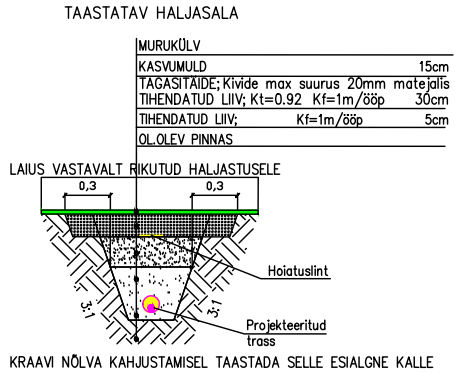 TAASTATAV HALJASALA
MURUKÜLV
KASVUMULD 15cm
TAGASITÄIDE; Kivide max suurus 20mm matejalis
TIHENDATUD LIIV; Kt=0.92 Kf=1m/ööp 30cm
TIHENDATUD LIIV; Kf=1m/ööp 5cm
OL.OLEV PINNAS
LAIUS VASTAVALT RIKUTUD HALJASTUSELE
0,3 0,3
Hoiatuslint
3:1 3:1
Projekteeritud
trass
KRAAVI NÕLVA KAHJUSTAMISEL TAASTADA SELLE ESIALGNE KALLE